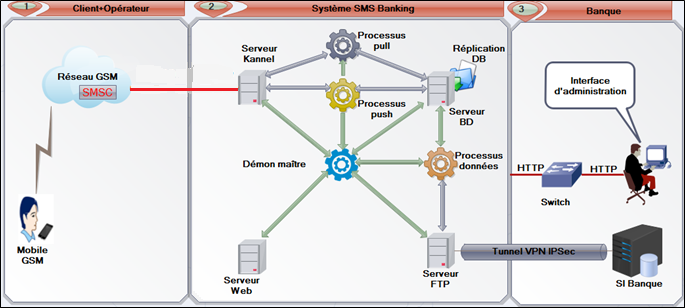 1
Client+Opérateur
2
Système SMS Banking
3
Banque
Réseau GSM
SMSC
Mobile
GSM
Serveur
Kannel
Processus
pull
Réplication
DB
Processus
push
Serveur
BD
Démon maître
Processus
données
Serveur
Web
Serveur
FTP
Interface
d'administration
HTTP
HTTP
Switch
Tunnel VPN IPSec
SI Banque